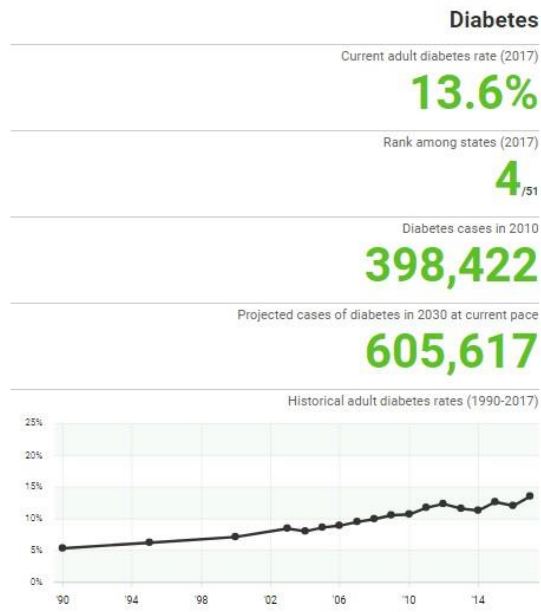 Diabetes
Current adult diabetes rate (2017)
13.6%
Rank among states (2017)
4/51
Diabetes cases in 2010
398,422
Projected cases of diabetes in 2030 at current pace
605,617
Historical adult diabetes rates (1990-2017)
25%
20%
15%
10%
5%
0%
'90 '94 '98 '02 '06 '10 '14